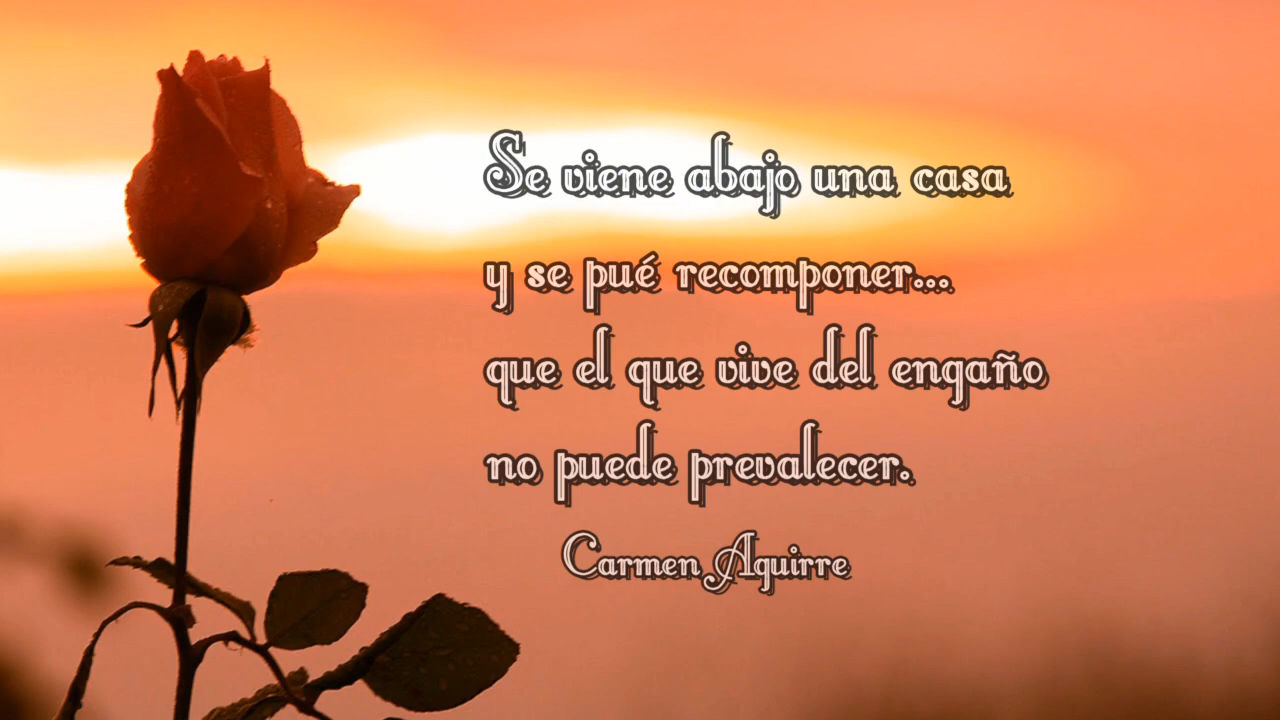 Se viene abajo una casa
y se pué recomponer...
que el que vive del engaño
no puede prevalecer.
Carmen Aguirre